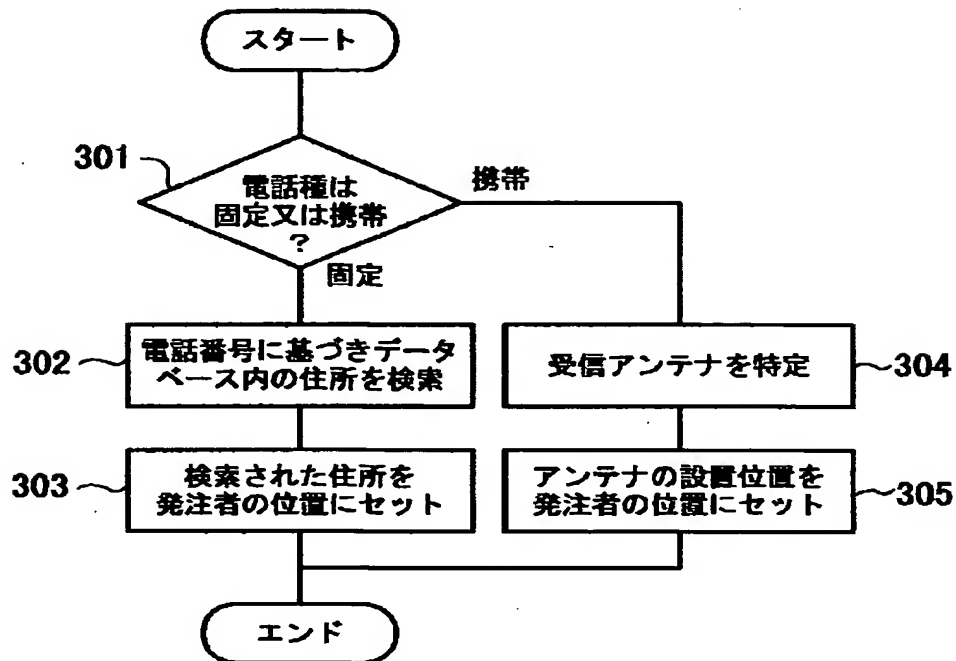 スタート
301
電話種は
固定又は携帯
?
携帯
固定
302
電話番号に基づきデータ
ベース内の住所を検索
受信アンテナを特定
304
303
検索された住所を
発注者の位置にセット
アンテナの設置位置を
発注者の位置にセット
305
エンド